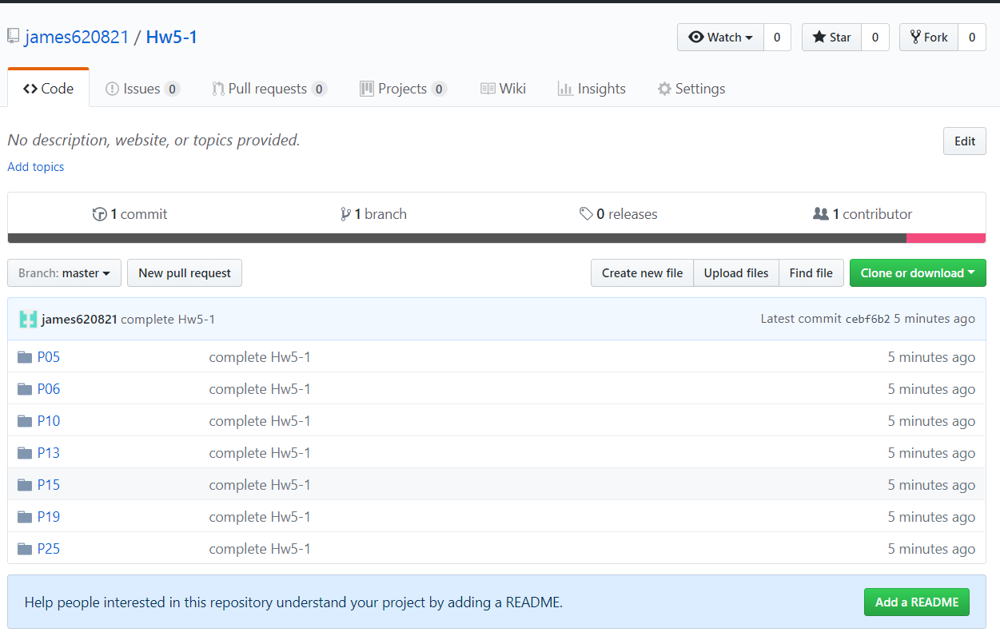 james620821 / Hw5-1
Watch 0 Star 0 Fork 0
Code Issues 0 Pull requests 0 Projects 0 Wiki Insights Settings
No description, website, or topics provided. Edit
Add topics
1 commit 1 branch 0 releases 1 contributor
Branch: master New pull request Create new file Upload files Find file Clone or download
james620821 complete Hw5-1 Latest commit cebf6b2 5 minutes ago
P05 complete Hw5-1 5 minutes ago
P06 complete Hw5-1 5 minutes ago
P10 complete Hw5-1 5 minutes ago
P13 complete Hw5-1 5 minutes ago
P15 complete Hw5-1 5 minutes ago
P19 complete Hw5-1 5 minutes ago
P25 complete Hw5-1 5 minutes ago
Help people interested in this repository understand your project by adding a README. Add a README